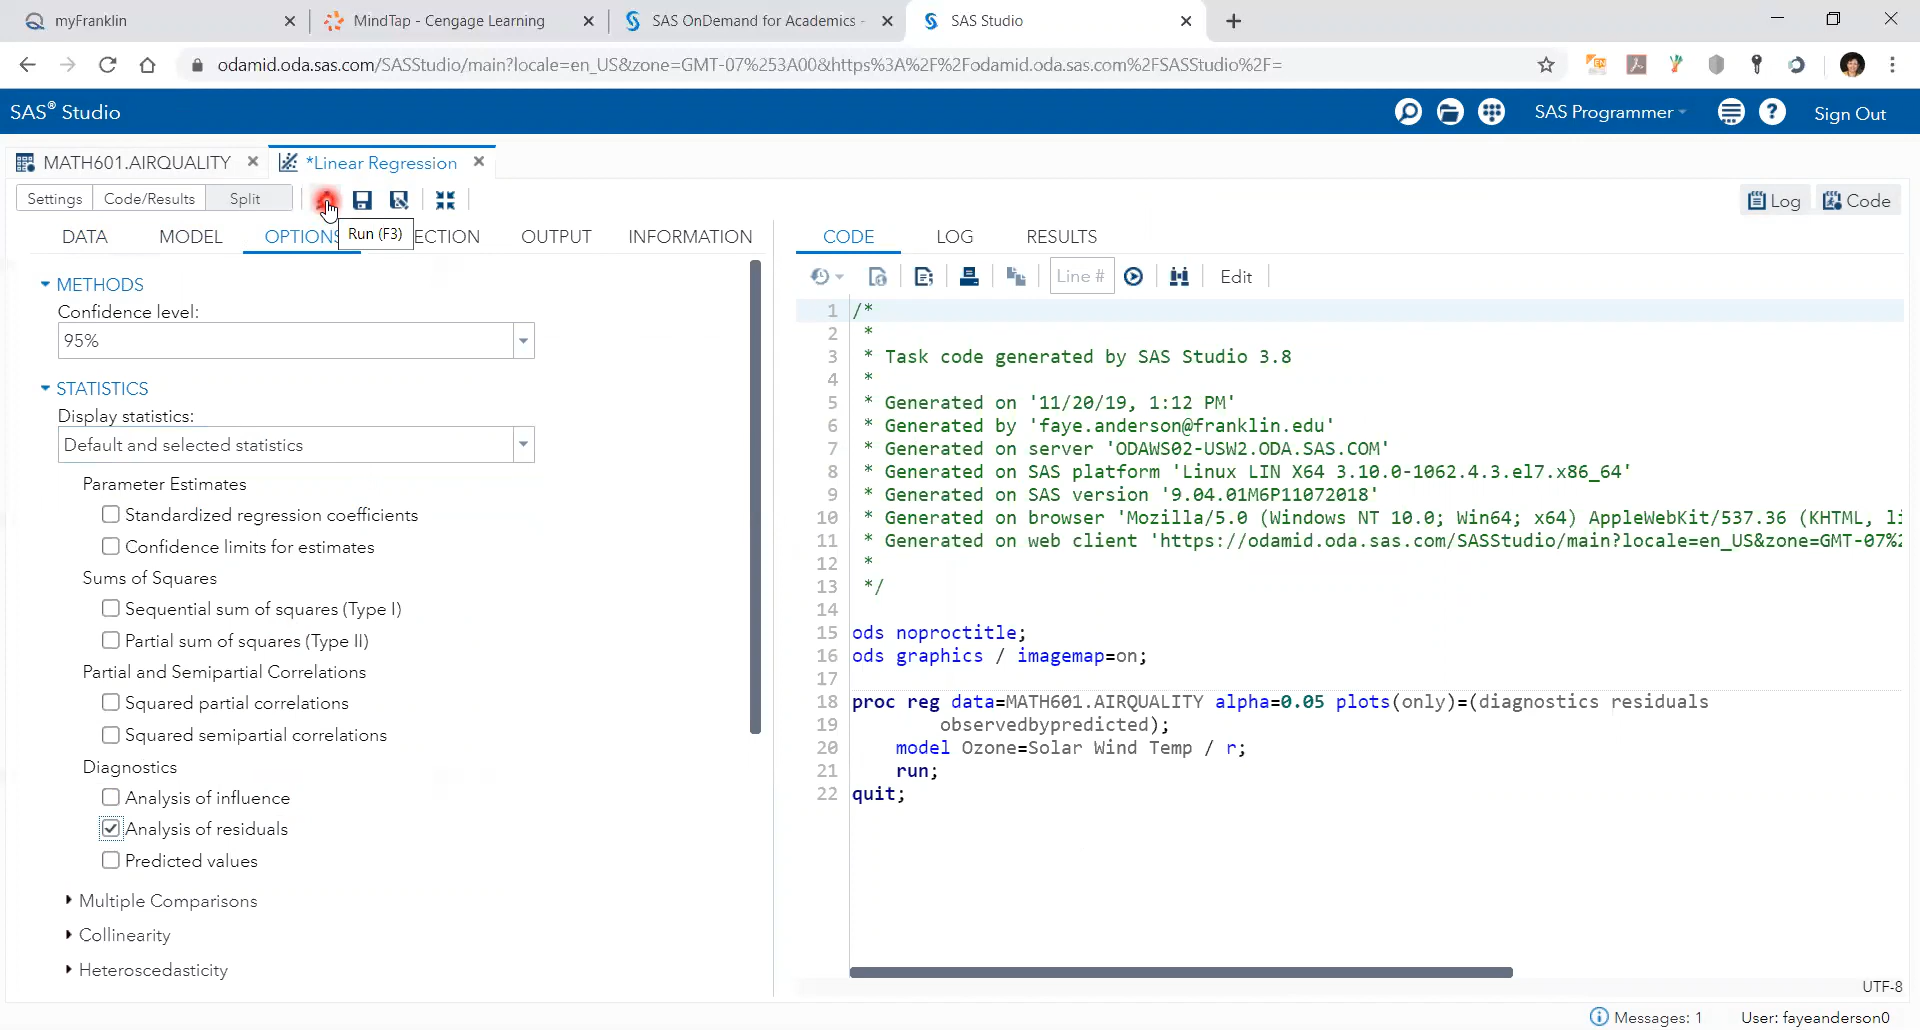 myFranklin
MindTap - Cengage Learning
SAS OnDemand for Academics -
SAS Studio
odamid.oda.sas.com/SASStudio/main?locale=en_US&zone=GMT-07%253A00&https%3A%2F%2Fodamid.oda.sas.com%2FSASStudio%2F=
SAS® Studio
SAS Programmer
Sign Out
MATH601.AIRQUALITY
*Linear Regression
Settings
Code/Results
Split
Log
Code
Run (F3)
DATA
MODEL
OPTIONS
ECTION
OUTPUT
INFORMATION
METHODS
Confidence level:
95%
STATISTICS
Display statistics:
Default and selected statistics
Parameter Estimates
Standardized regression coefficients
Confidence limits for estimates
Sums of Squares
Sequential sum of squares (Type I)
Partial sum of squares (Type II)
Partial and Semipartial Correlations
Squared partial correlations
Squared semipartial correlations
Diagnostics
Analysis of influence
Analysis of residuals
Predicted values
Multiple Comparisons
Collinearity
Heteroscedasticity
CODE
LOG
RESULTS
Line #
Edit
1 /*
2 *
3 * Task code generated by SAS Studio 3.8
4 *
5 * Generated on '11/20/19, 1:12 PM'
6 * Generated by 'faye.anderson@franklin.edu'
7 * Generated on server 'ODAWS02-USW2.ODA.SAS.COM'
8 * Generated on SAS platform 'Linux LIN X64 3.10.0-1062.4.3.el7.x86_64'
9 * Generated on SAS version '9.04.01M6P11072018'
10 * Generated on browser 'Mozilla/5.0 (Windows NT 10.0; Win64; x64) AppleWebKit/537.36 (KHTML, li
11 * Generated on web client 'https://odamid.oda.sas.com/SASStudio/main?locale=en_US&zone=GMT-07%2
12 *
13 */
14
15 ods noproctitle;
16 ods graphics / imagemap=on;
17
18 proc reg data=MATH601.AIRQUALITY alpha=0.05 plots(only)=(diagnostics residuals
19 observedbypredicted);
20 model Ozone=Solar Wind Temp / r;
21 run;
22 quit;
UTF-8
Messages: 1
User: fayeanderson0